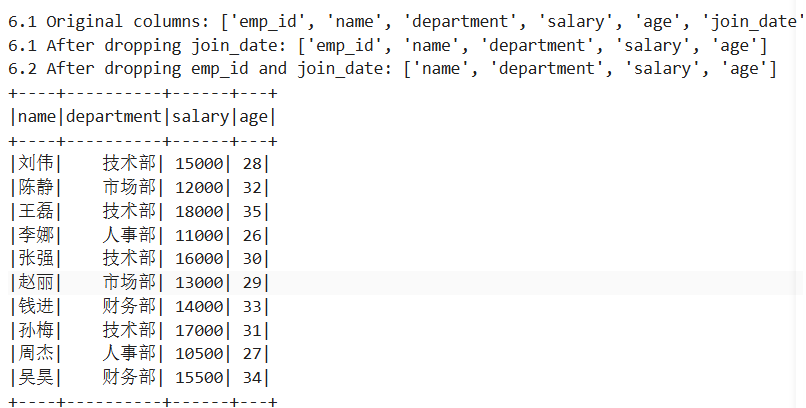 6.1 Original columns: ['emp_id', 'name', 'department', 'salary', 'age', 'join_date'
6.1 After dropping join_date: ['emp_id', 'name', 'department', 'salary', 'age']
6.2 After dropping emp_id and join_date: ['name', 'department', 'salary', 'age']
+----+----------+------+---+
|name|department|salary|age|
+----+----------+------+---+
|刘伟|    技术部| 15000| 28|
|陈静|    市场部| 12000| 32|
|王磊|    技术部| 18000| 35|
|李娜|    人事部| 11000| 26|
|张强|    技术部| 16000| 30|
|赵丽|    市场部| 13000| 29|
|钱进|    财务部| 14000| 33|
|孙梅|    技术部| 17000| 31|
|周杰|    人事部| 10500| 27|
|吴昊|    财务部| 15500| 34|
+----+----------+------+---+